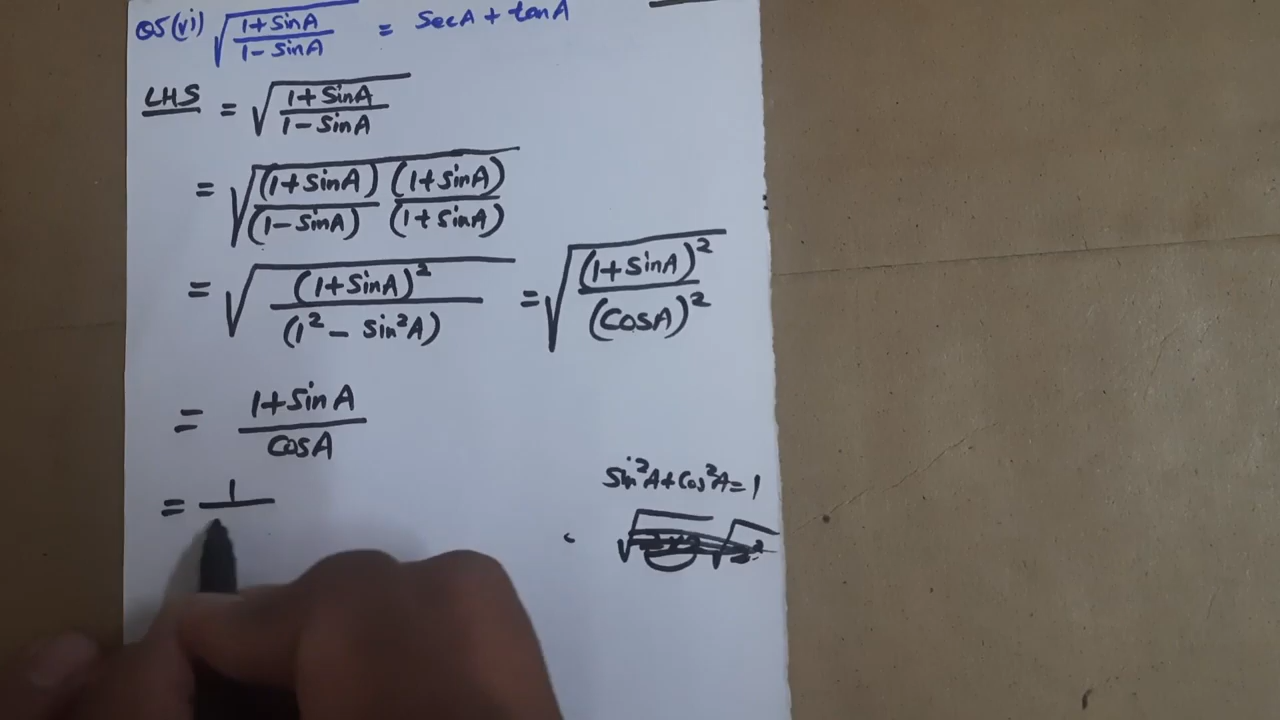 Q5(vi) √(1+SinA)/(1-SinA) = SecA + tanA
LHS = √(1+SinA)/(1-SinA)
= √(1+SinA)(1+SinA)/(1-SinA)(1+SinA)
= √(1+SinA)²/(1²-Sin²A) = √(1+SinA)²/(CosA)²
= 1+SinA/CosA
Sin²A+Cos²A=1
= 1/